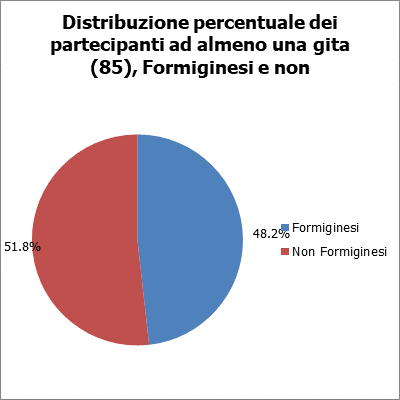 Distribuzione percentuale dei
partecipanti ad almeno una gita
(85), Formiginesi e non
48.2%
Formiginesi
51.8%
Non Formiginesi